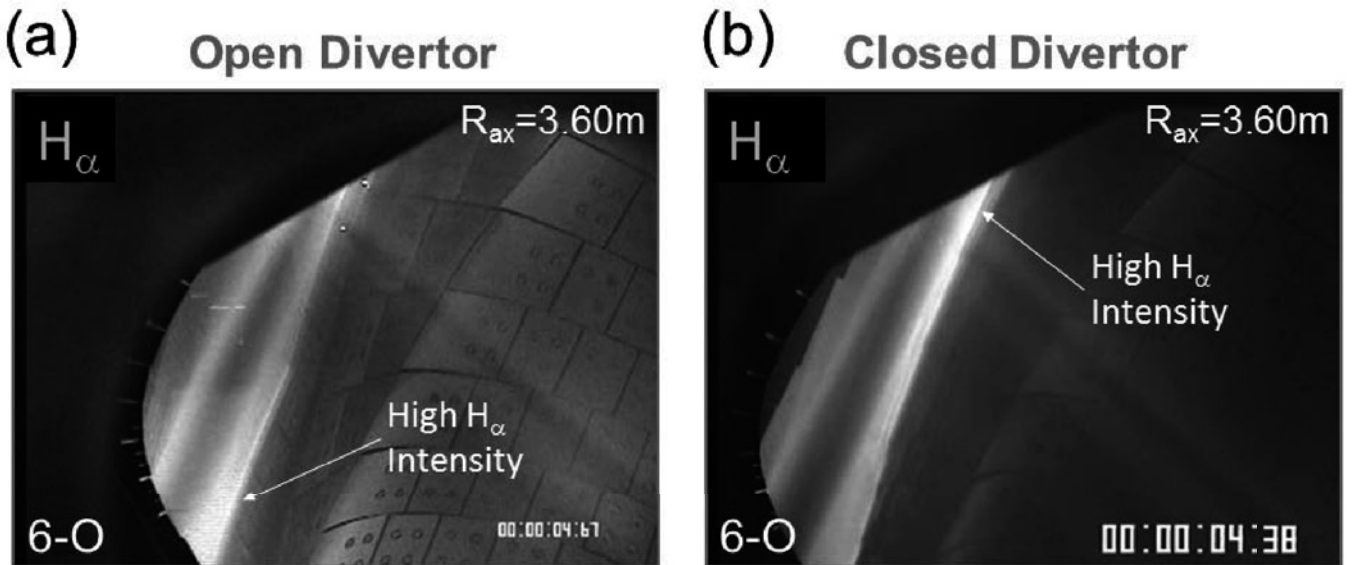 (a) Open Divertor
Hα
Rax=3.60m
High Hα
Intensity
6-O
00:00:04.67
(b) Closed Divertor
Hα
Rax=3.60m
High Hα
Intensity
6-O
00:00:04.38